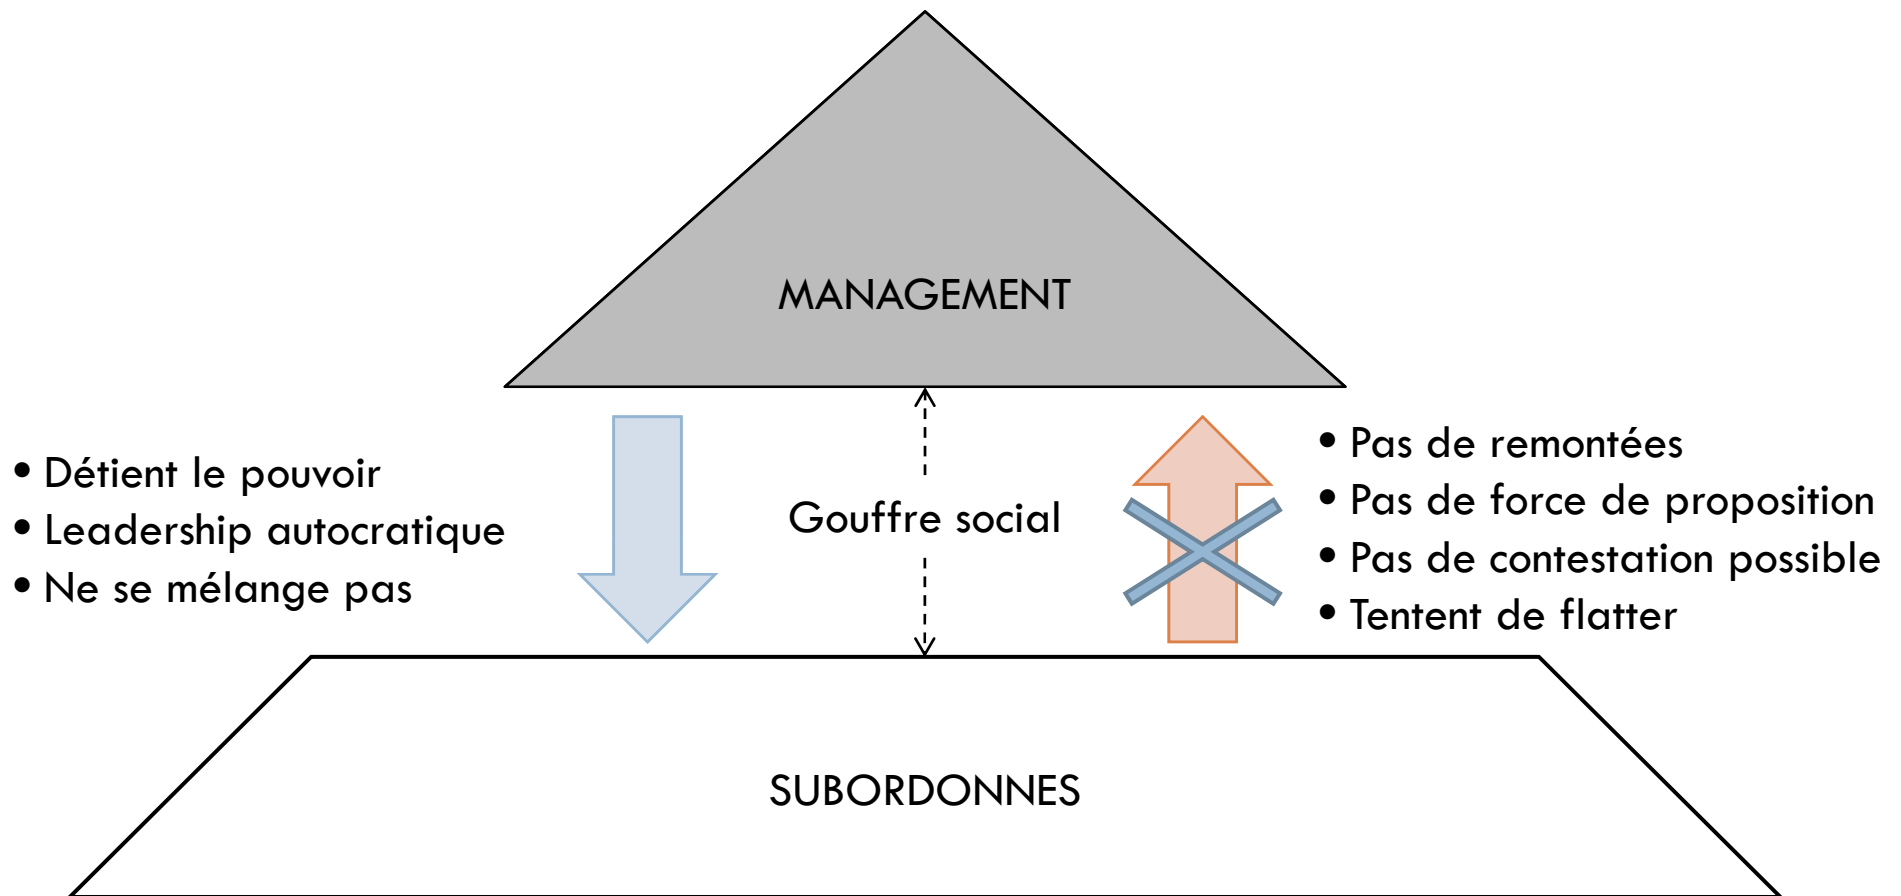 MANAGEMENT
• Détient le pouvoir
• Leadership autocratique
• Ne se mélange pas
Gouffre social
• Pas de remontées
• Pas de force de proposition
• Pas de contestation possible
• Tentent de flatter
SUBORDONNES